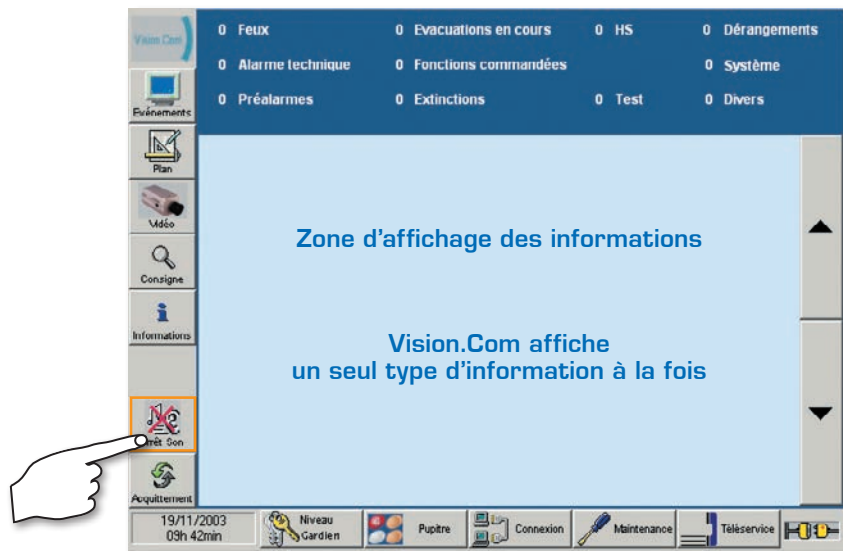 Vision.Com
0 Feux
0 Evacuations en cours
0 HS
0 Dérangements
0 Alarme technique
0 Fonctions commandées
0 Système
0 Préalarmes
0 Extinctions
0 Test
0 Divers
Evénements
Plan
Vidéo
Consigne
Informations
Arrêt Son
Acquittement
Zone d'affichage des informations
Vision.Com affiche
un seul type d'information à la fois
19/11/2003
09h 42min
Niveau
Gardien
Pupitre
Connexion
Maintenance
Téléservice